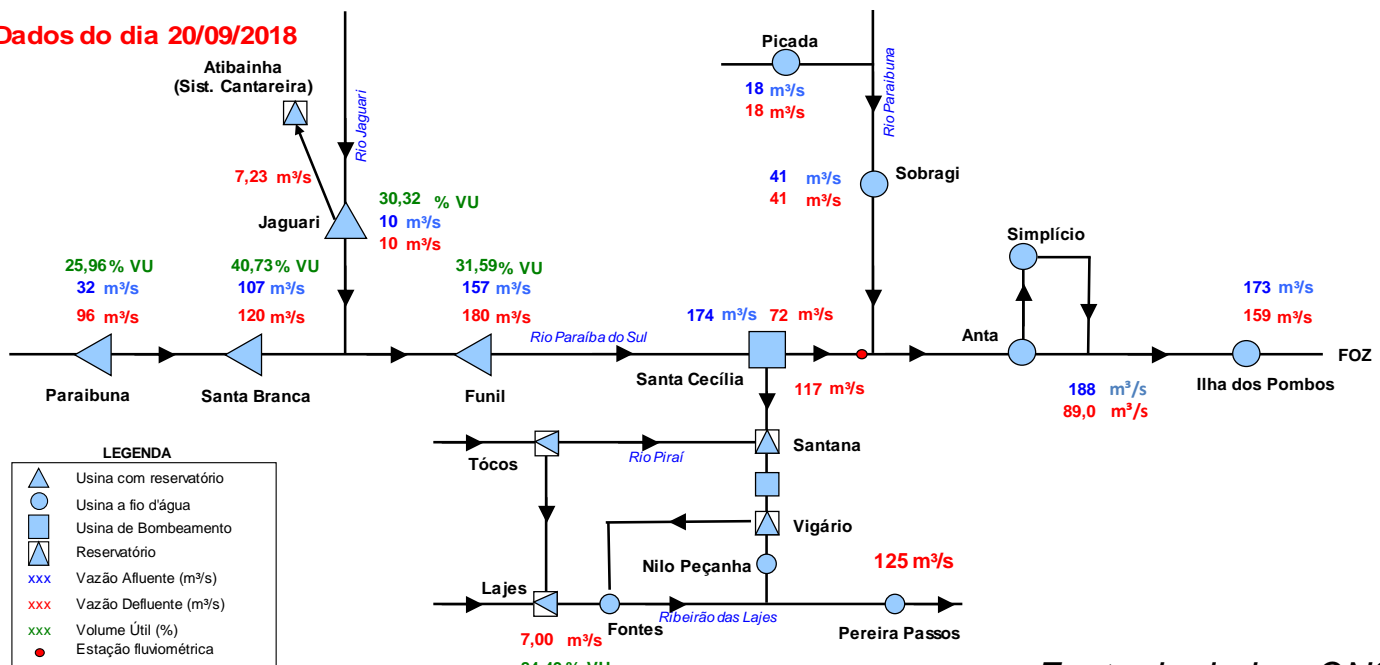 Dados do dia 20/09/2018
Atibainha
(Sist. Cantareira)
Rio Jaguari
7,23 m³/s
Jaguari
30,32 % VU
10 m³/s
10 m³/s
Picada
18 m³/s
18 m³/s
Rio Paraibuna
41 m³/s
41 m³/s
Sobragi
25,96% VU
32 m³/s
96 m³/s
Paraibuna
40,73% VU
107 m³/s
120 m³/s
Santa Branca
31,59% VU
157 m³/s
180 m³/s
Funil
Rio Paraíba do Sul
174 m³/s 72 m³/s
Santa Cecília
117 m³/s
Simplício
Anta
188 m³/s
89,0 m³/s
173 m³/s
159 m³/s
Ilha dos Pombos
FOZ
Tócos
Rio Piraí
Santana
Vigário
Nilo Peçanha
125 m³/s
Lajes
Fontes
Ribeirão das Lajes
Pereira Passos
7,00 m³/s
LEGENDA
Usina com reservatório
Usina a fio d'água
Usina de Bombeamento
Reservatório
xxx Vazão Afluente (m³/s)
xxx Vazão Defluente (m³/s)
xxx Volume Útil (%)
Estação fluviométrica